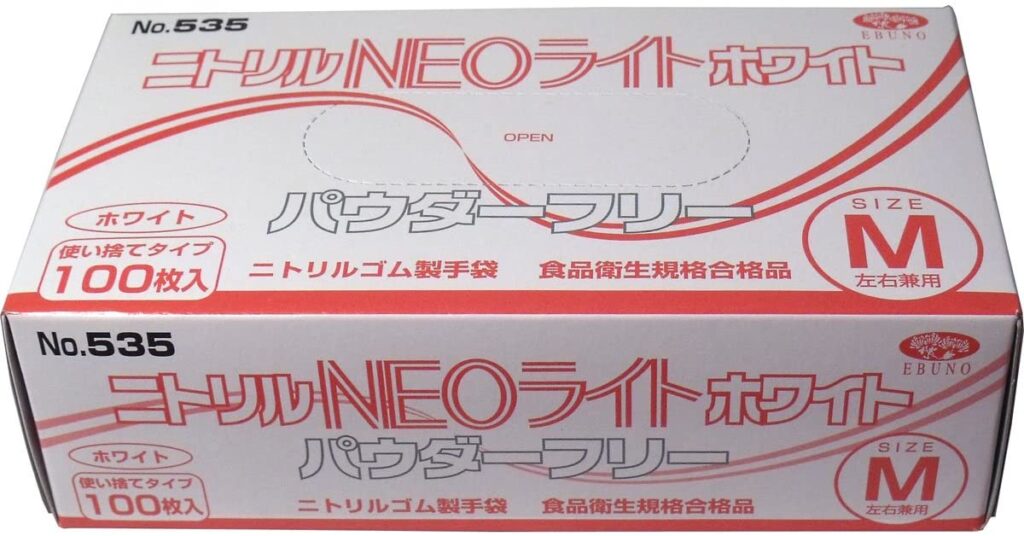 No.535
EBUNO
ニトリルNEOライトホワイト
OPEN
パウダーフリー
ホワイト
使い捨てタイプ
100枚入
ニトリルゴム製手袋 食品衛生規格合格品
SIZE
M
左右兼用
No.535
EBUNO
ニトリルNEOライトホワイト
パウダーフリー
ホワイト
使い捨てタイプ
100枚入
ニトリルゴム製手袋 食品衛生規格合格品
SIZE
M
左右兼用